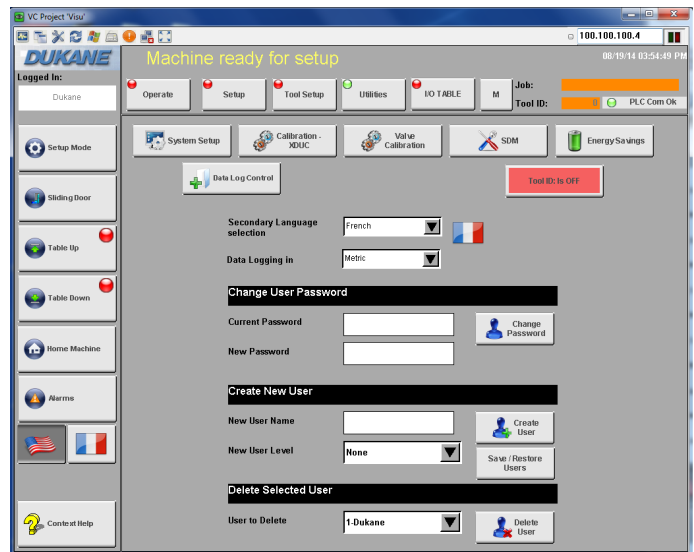 VC Project 'Visu'
100.100.100.4
DUKANE
Machine ready for setup
08/19/14 03:54:49 PM
Logged In:
Dukane
Operate
Setup
Tool Setup
Utilities
I/O TABLE
M
Job:
Tool ID:
0
PLC Com Ok
Setup Mode
Sliding Door
Table Up
Table Down
Home Machine
Alarms
Context Help
System Setup
Calibration -
XDUC
Valve
Calibration
SDM
Energy Savings
Data Log Control
Tool ID: Is OFF
Secondary Language
selection
French
Data Logging in
Metric
Change User Password
Current Password
New Password
Change
Password
Create New User
New User Name
Create
User
New User Level
None
Save / Restore
Users
Delete Selected User
User to Delete
1-Dukane
Delete
User